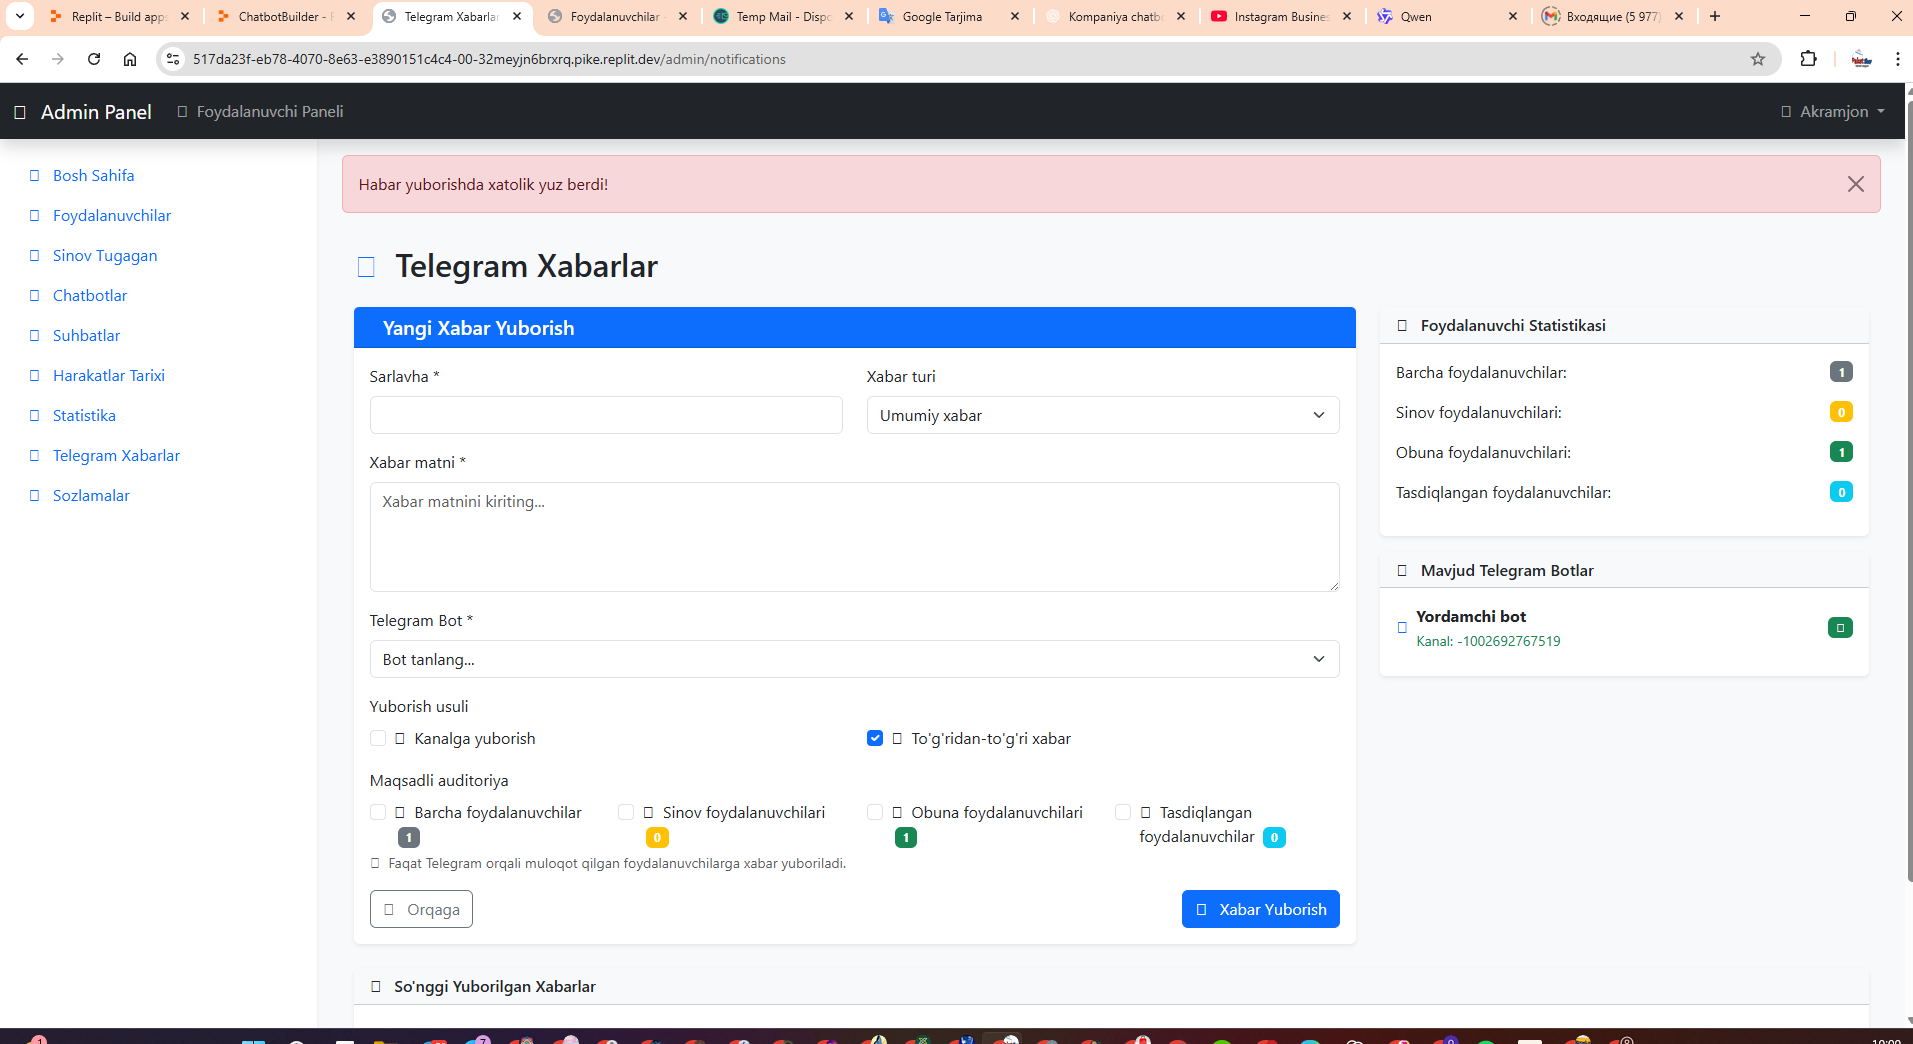 Replit – Build app
ChatbotBuilder - 
Telegram Xabarlar
Foydalanuvchilar
Temp Mail - Dispo
Google Tarjima
Kompaniya chatb
Instagram Busines
Qwen
Входящие (5 977)
517da23f-eb78-4070-8e63-e3890151c4c4-00-32meyjn6brxrq.pike.replit.dev/admin/notifications
Admin Panel
Foydalanuvchi Paneli
Akramjon
Bosh Sahifa
Foydalanuvchilar
Sinov Tugagan
Chatbotlar
Suhbatlar
Harakatlar Tarixi
Statistika
Telegram Xabarlar
Sozlamalar
Habar yuborishda xatolik yuz berdi!
Telegram Xabarlar
Yangi Xabar Yuborish
Sarlavha *
Xabar turi
Umumiy xabar
Xabar matni *
Xabar matnini kiriting...
Telegram Bot *
Bot tanlang...
Yuborish usuli
Kanalga yuborish
To'g'ridan-to'g'ri xabar
Maqsadli auditoriya
Barcha foydalanuvchilar
1
Sinov foydalanuvchilari
0
Obuna foydalanuvchilari
1
Tasdiqlangan
foydalanuvchilar 0
Faqat Telegram orqali muloqot qilgan foydalanuvchilarga xabar yuboriladi.
Orqaga
Xabar Yuborish
Foydalanuvchi Statistikasi
Barcha foydalanuvchilar: 1
Sinov foydalanuvchilari: 0
Obuna foydalanuvchilari: 1
Tasdiqlangan foydalanuvchilar: 0
Mavjud Telegram Botlar
Yordamchi bot
Kanal: -1002692767519
So'nggi Yuborilgan Xabarlar